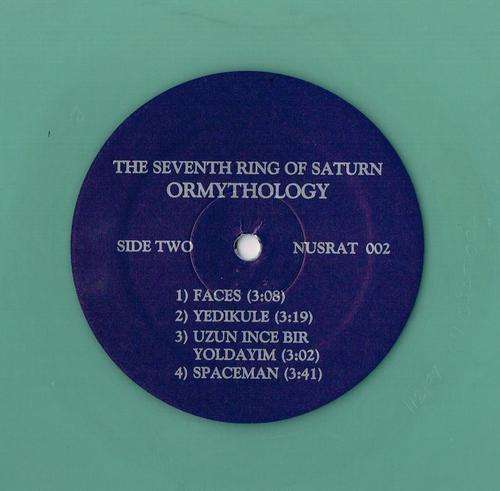 THE SEVENTH RING OF SATURN
ORMYTHOLOGY
SIDE TWO NUSRAT 002
1) FACES (3:08)
2) YEDIKULE (3:19)
3) UZUN INCE BIR
YOLDAYIM (3:02)
4) SPACEMAN (3:41)